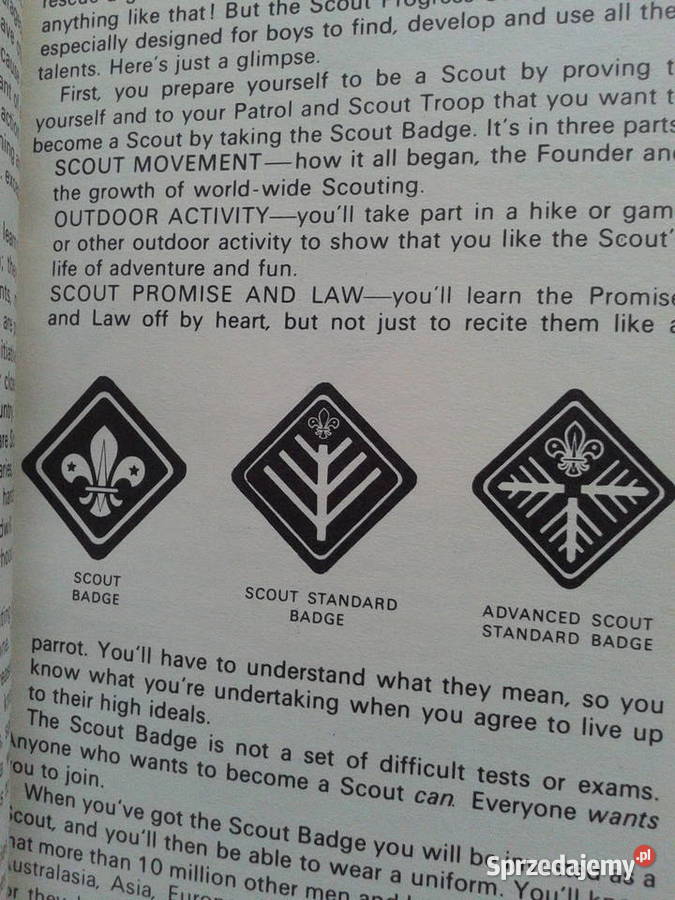 anything like that! But the Scout
especially designed for boys to find, develop and use all the
talents. Here's just a glimpse.
First, you prepare yourself to be a Scout by proving t
yourself and to your Patrol and Scout Troop that you want t
become a Scout by taking the Scout Badge. It's in three parts
SCOUT MOVEMENT—how it all began, the Founder an
the growth of world-wide Scouting.
OUTDOOR ACTIVITY—you'll take part in a hike or gam
or other outdoor activity to show that you like the Scout'
life of adventure and fun.
SCOUT PROMISE AND LAW—you'll learn the Promise
and Law off by heart, but not just to recite them like a
SCOUT
BADGE
SCOUT STANDARD
BADGE
ADVANCED SCOUT
STANDARD BADGE
parrot. You'll have to understand what they mean, so you
know what you're undertaking when you agree to live up
to their high ideals.
The Scout Badge is not a set of difficult tests or exams.
Anyone who wants to become a Scout can. Everyone wants
you to join.
When you've got the Scout Badge you will be as a
Scout, and you'll then be able to wear a uniform. You'll
that more than 10 million other men and
ustralasia, Asia,
Sprzedajemy.pl